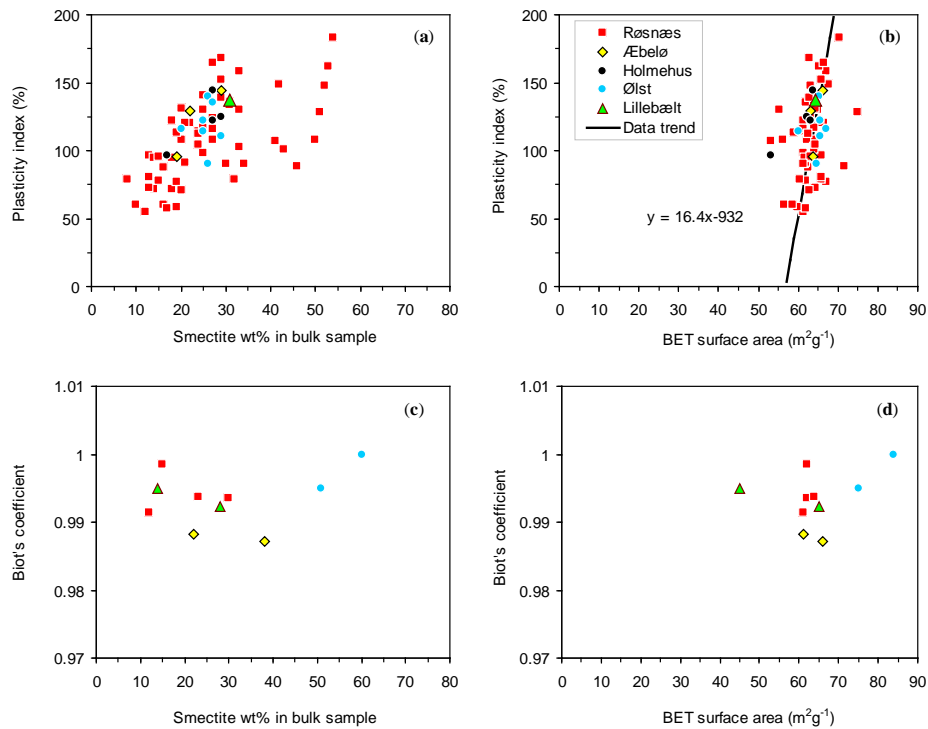 200
150
100
50
0
Plasticity index (%)
(a)
0 10 20 30 40 50 60 70 80
Smectite wt% in bulk sample
200
150
100
50
0
Plasticity index (%)
Røsnæs
Æbelø
Holmehus
Ølst
Lillebælt
Data trend
(b)
y = 16.4x-932
0 10 20 30 40 50 60 70 80 90
BET surface area (m²g⁻¹)
1.01
1
0.99
0.98
0.97
Biot's coefficient
(c)
0 10 20 30 40 50 60 70 80
Smectite wt% in bulk sample
1.01
1
0.99
0.98
0.97
Biot's coefficient
(d)
0 10 20 30 40 50 60 70 80 90
BET surface area (m²g⁻¹)